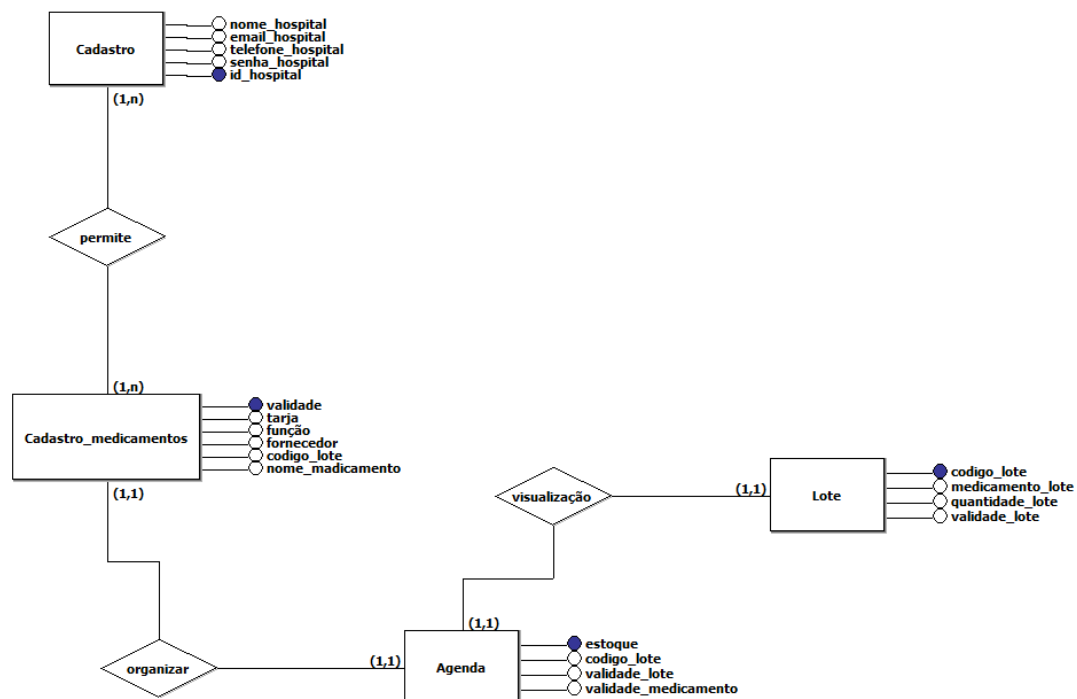 Cadastro
nome_hospital
email_hospital
telefone_hospital
senha_hospital
id_hospital
(1,n)
permite
(1,n)
Cadastro_medicamentos
validade
tarja
função
fornecedor
codigo_lote
nome_madicamento
(1,1)
visualização
(1,1)
Lote
codigo_lote
medicamento_lote
quantidade_lote
validade_lote
organizar
(1,1)
(1,1)
Agenda
estoque
codigo_lote
validade_lote
validade_medicamento